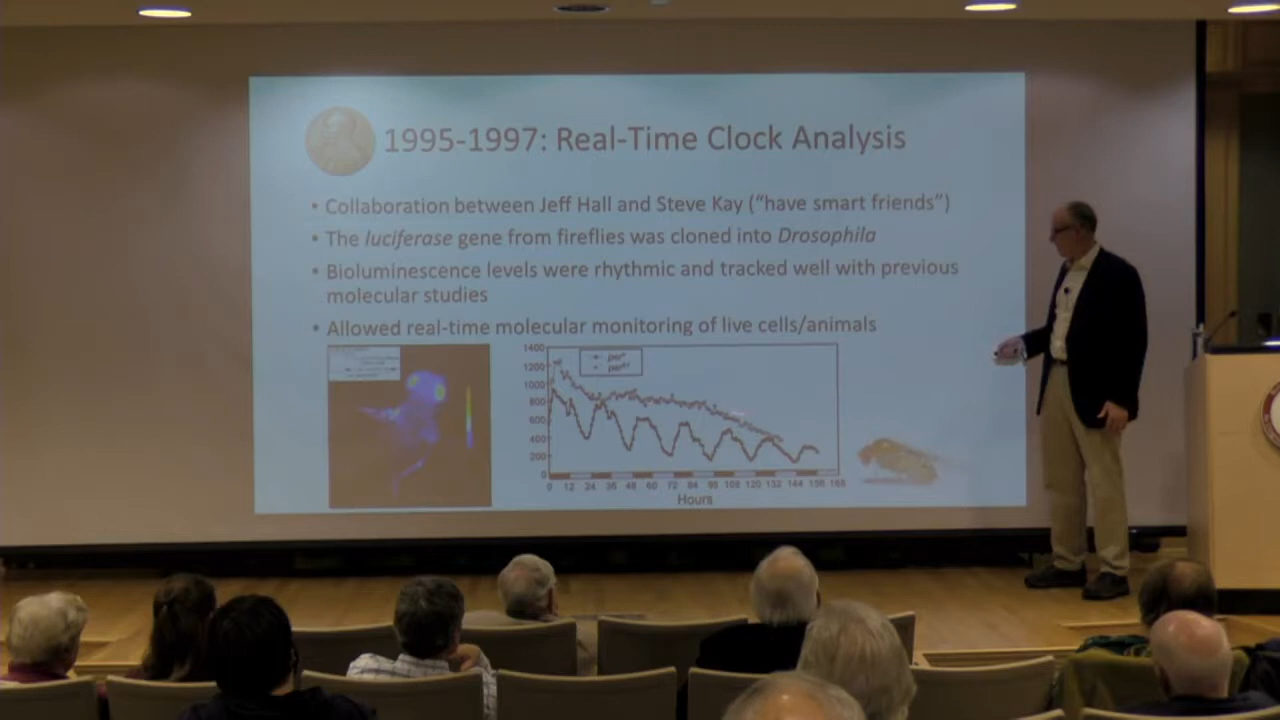 1995-1997: Real-Time Clock Analysis
• Collaboration between Jeff Hall and Steve Kay (“have smart friends”)
• The luciferase gene from fireflies was cloned into Drosophila
• Bioluminescence levels were rhythmic and tracked well with previous
molecular studies
• Allowed real-time molecular monitoring of live cells/animals
1400
1200
1000
800
600
400
200
0
0 12 24 36 48 60 72 84 96 108 120 132 144 156 168
Hours